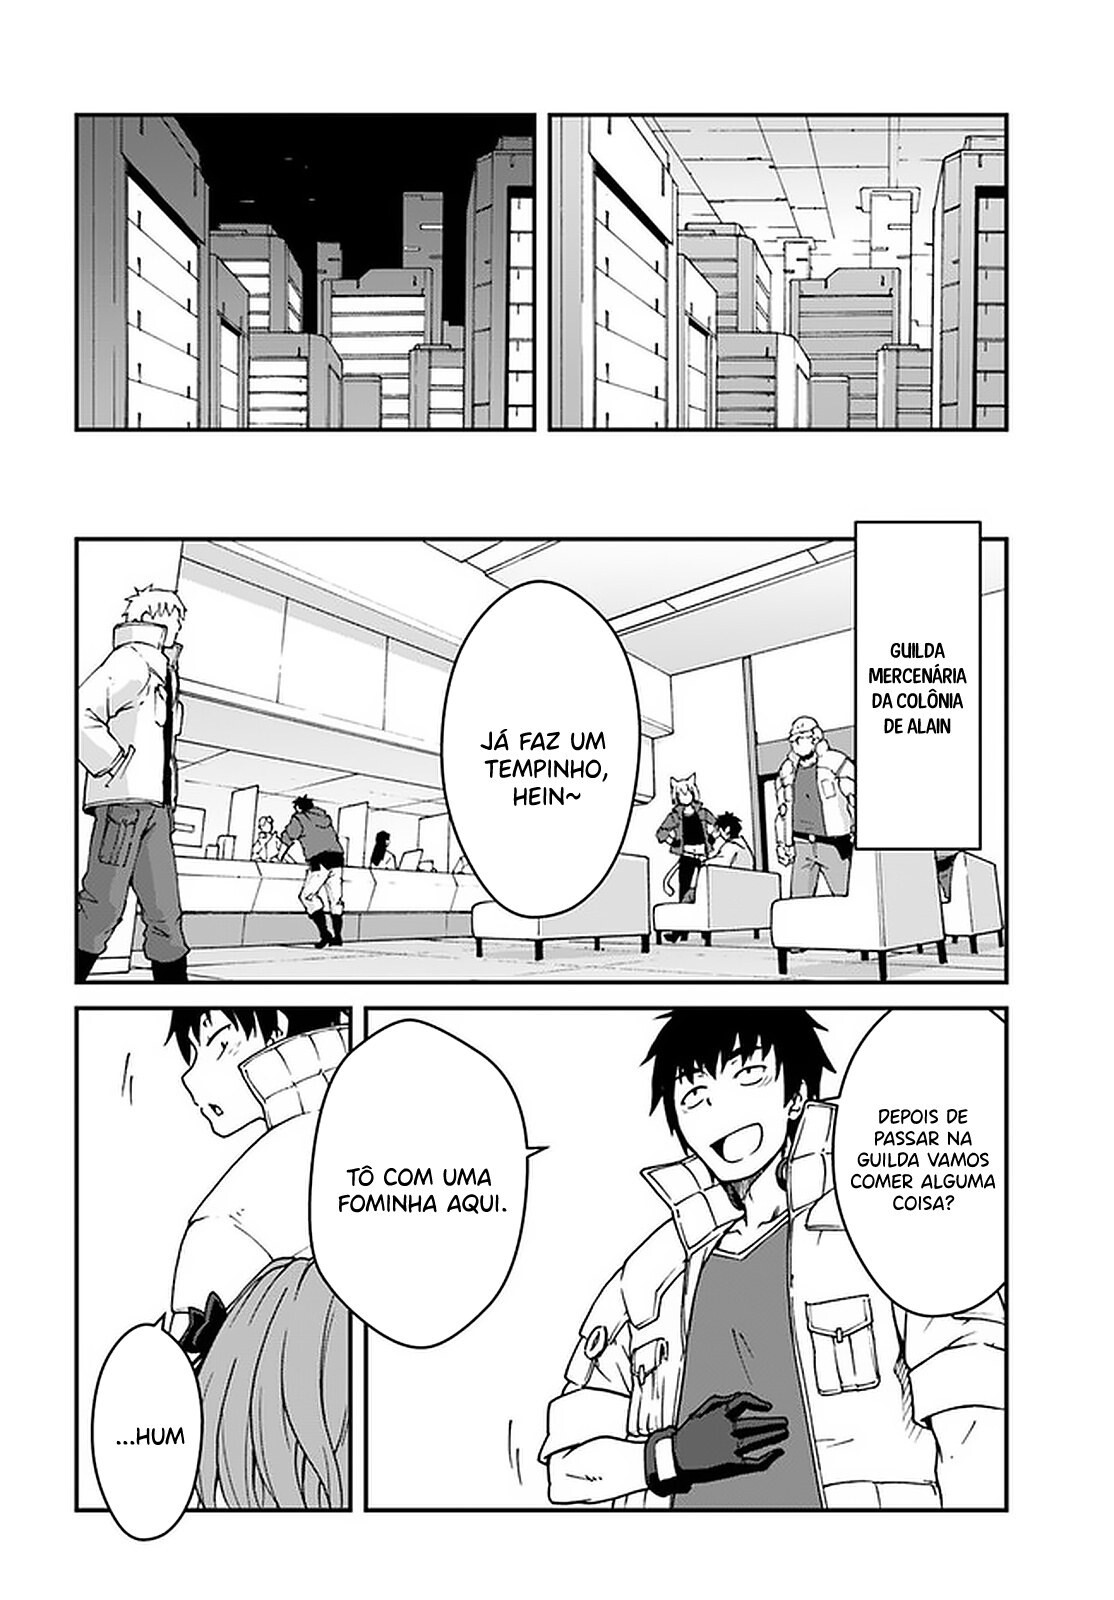 GUILDA
MERCENÁRIA
DA COLÔNIA
DE ALAIN
JÁ FAZ UM
TEMPINHO,
HEIN~
DEPOIS DE
PASSAR NA
GUILDA VAMOS
COMER ALGUMA
COISA?
TÔ COM UMA
FOMINHA AQUI.
...HUM